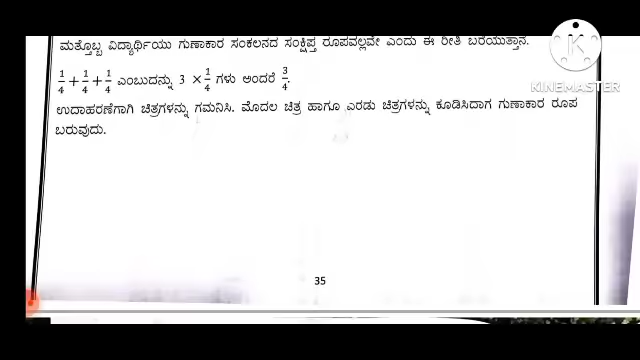 ಮತ್ತೊಬ್ಬ ವಿದ್ಯಾರ್ಥಿಯು ಗುಣಾಕಾರ ಸಂಕಲನದ ಸಂಕ್ಷಿಪ್ತ ರೂಪವಲ್ಲವೇ ಎಂದು ಈ ರೀತಿ ಬರೆಯುತ್ತಾನೆ.
1/4 + 1/4 + 1/4 ಎಂಬುದನ್ನು 3 × 1/4 ಗಳು ಅಂದರೆ 3/4.
ಉದಾಹರಣೆಗಾಗಿ ಚಿತ್ರಗಳನ್ನು ಗಮನಿಸಿ. ಮೊದಲ ಚಿತ್ರ ಹಾಗೂ ಎರಡು ಚಿತ್ರಗಳನ್ನು ಕೂಡಿಸಿದಾಗ ಗುಣಾಕಾರ ರೂಪ
ಬರುವುದು.
35
K
KINEMASTER